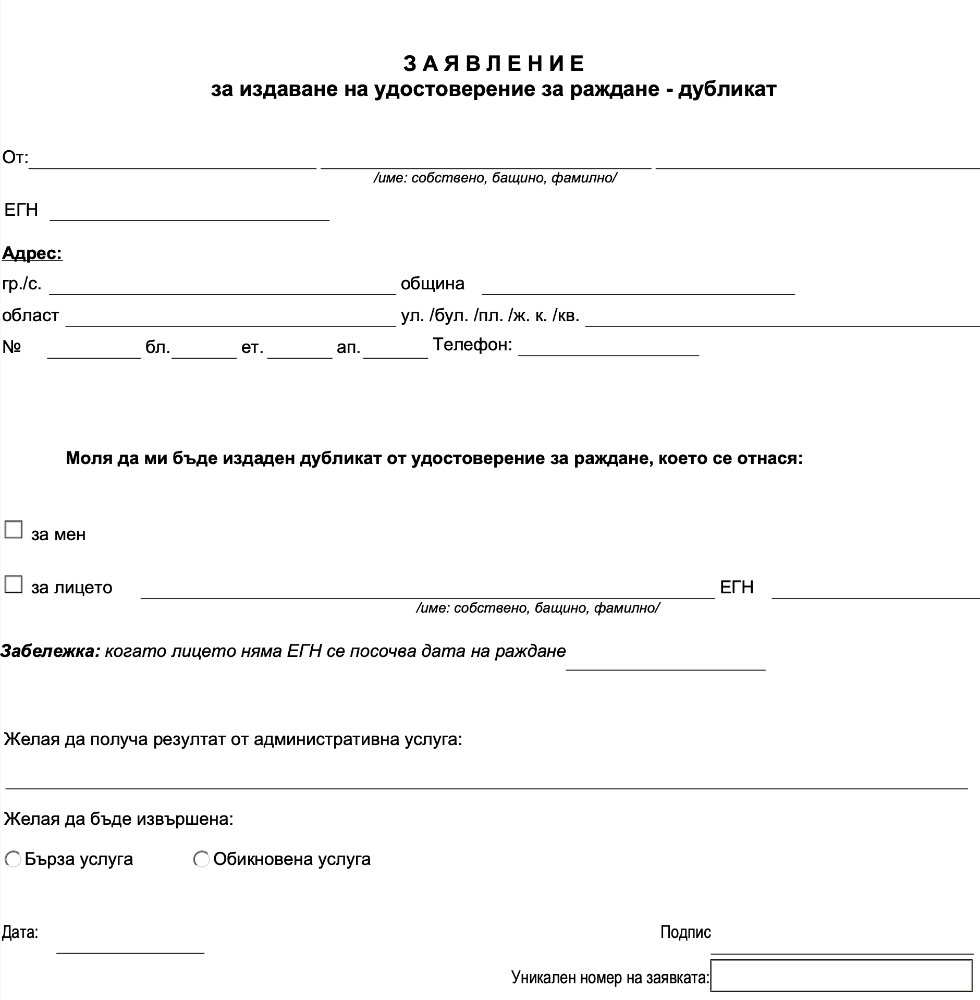 З А Я В Л Е Н И Е
за издаване на удостоверение за раждане - дубликат
От:
/име: собствено, бащино, фамилно/
ЕГН
Адрес:
гр./с. община
област ул. /бул. /пл. /ж. к. /кв.
№ бл. ет. ап. Телефон:
Моля да ми бъде издаден дубликат от удостоверение за раждане, което се отнася:
за мен
за лицето ЕГН
/име: собствено, бащино, фамилно/
Забележка: когато лицето няма ЕГН се посочва дата на раждане
Желая да получа резултат от административна услуга:
Желая да бъде извършена:
Бърза услуга Обикновена услуга
Дата: Подпис
Уникален номер на заявката: